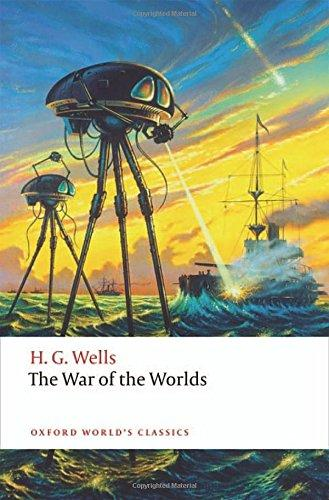 H. G. Wells
The War of the Worlds
OXFORD WORLD'S CLASSICS